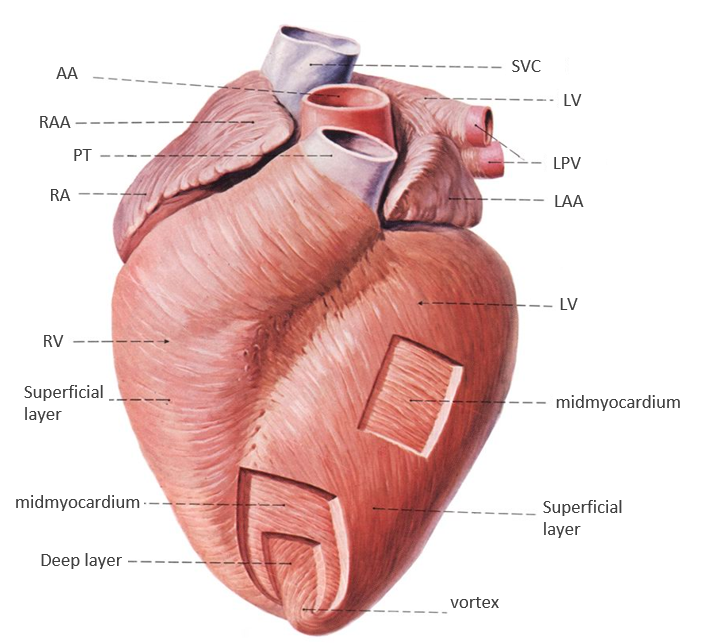 AA
RAA
PT
RA
RV
Superficial
layer
midmyocardium
Deep layer
SVC
LV
LPV
LAA
LV
midmyocardium
Superficial
layer
vortex